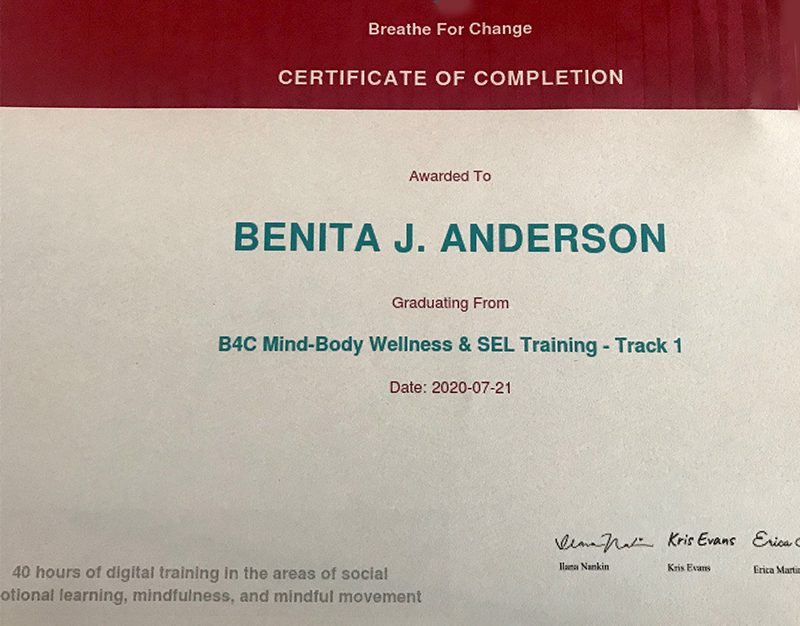 Breathe For Change
CERTIFICATE OF COMPLETION
Awarded To
BENITA J. ANDERSON
Graduating From
B4C Mind-Body Wellness & SEL Training - Track 1
Date: 2020-07-21
Kris Evans Erica
Ilana Nankin Kris Evans Erica
40 hours of digital training in the areas of social
learning, mindfulness, and mindful movement